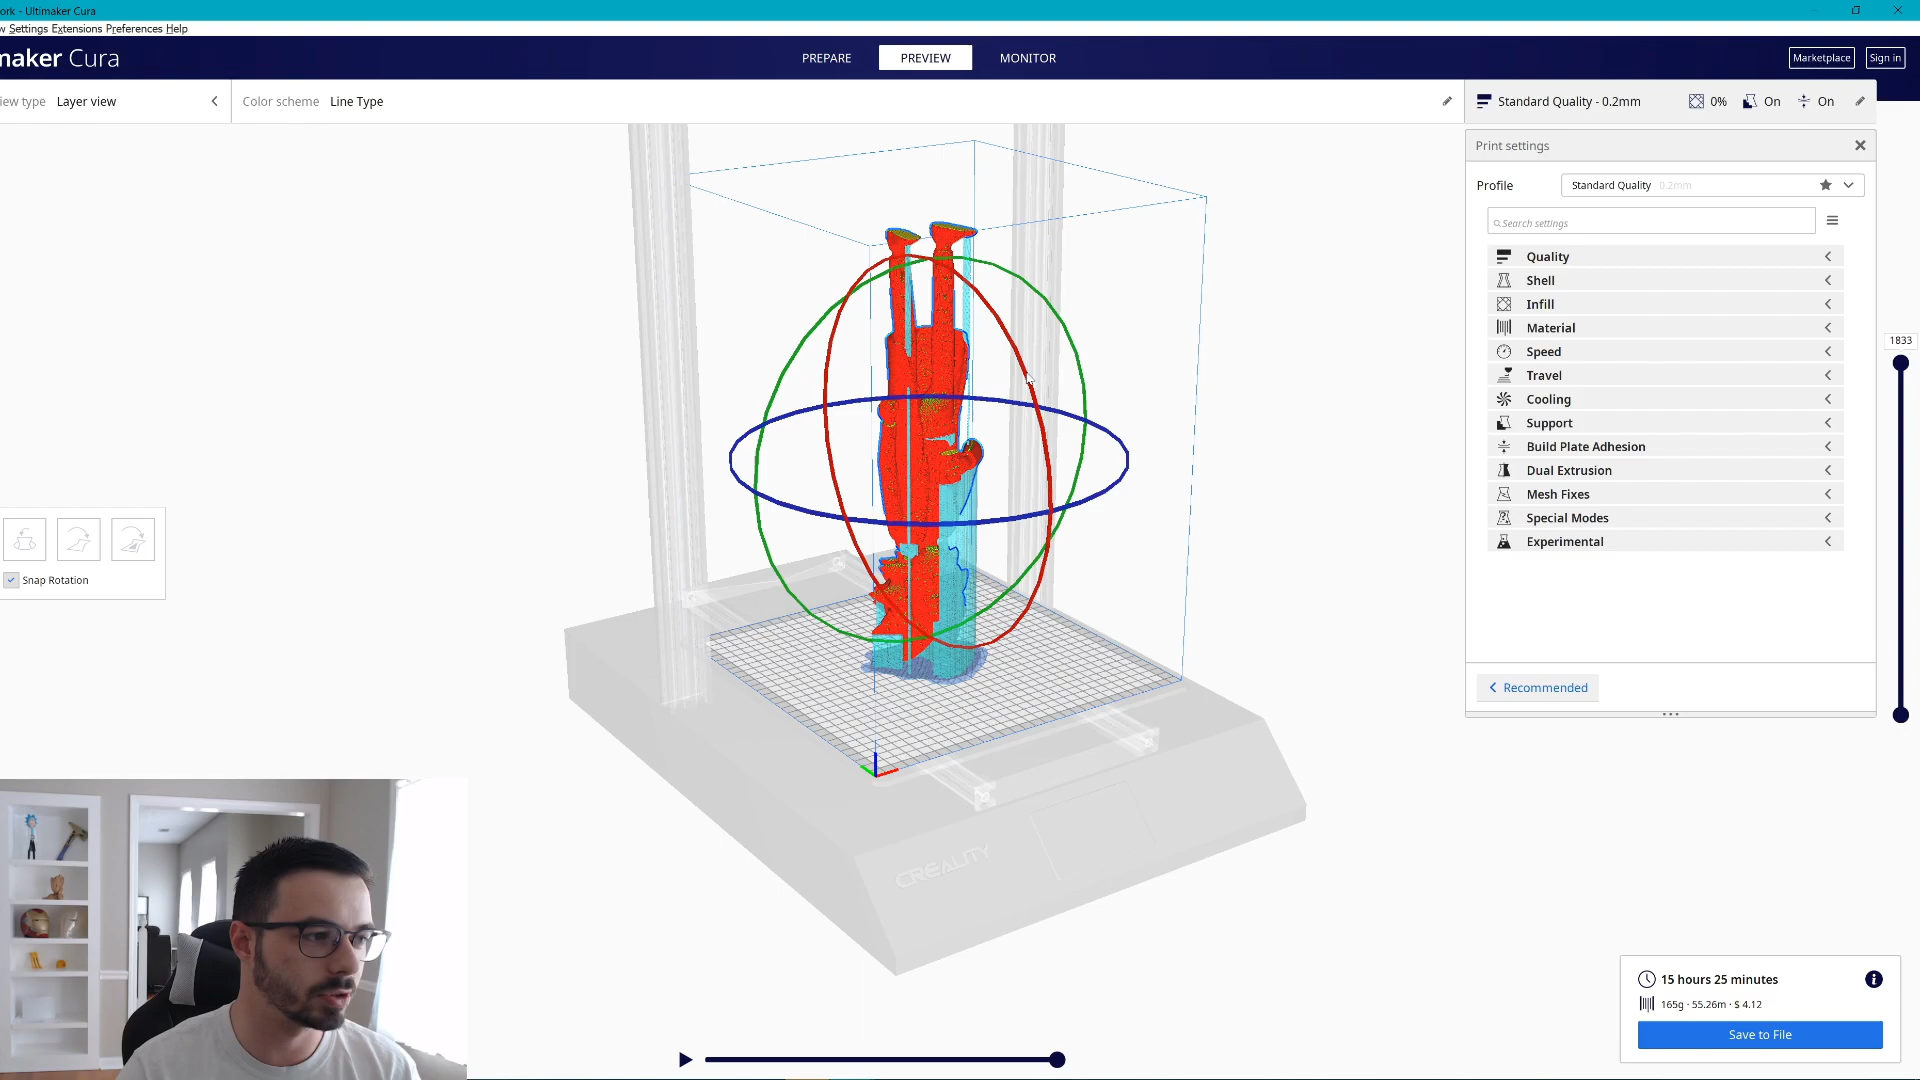 ork - Ultimaker Cura
w Settings Extensions Preferences Help
maker Cura
PREPARE
PREVIEW
MONITOR
Marketplace
Sign in
iew type Layer view
Color scheme Line Type
Standard Quality - 0.2mm
0%
On
On
Print settings
Profile
Standard Quality 0.2mm
Search settings
Quality
Shell
Infill
Material
Speed
Travel
Cooling
Support
Build Plate Adhesion
Dual Extrusion
Mesh Fixes
Special Modes
Experimental
Recommended
1833
Snap Rotation
CREALITY
15 hours 25 minutes
165g · 55.26m · $ 4.12
Save to File